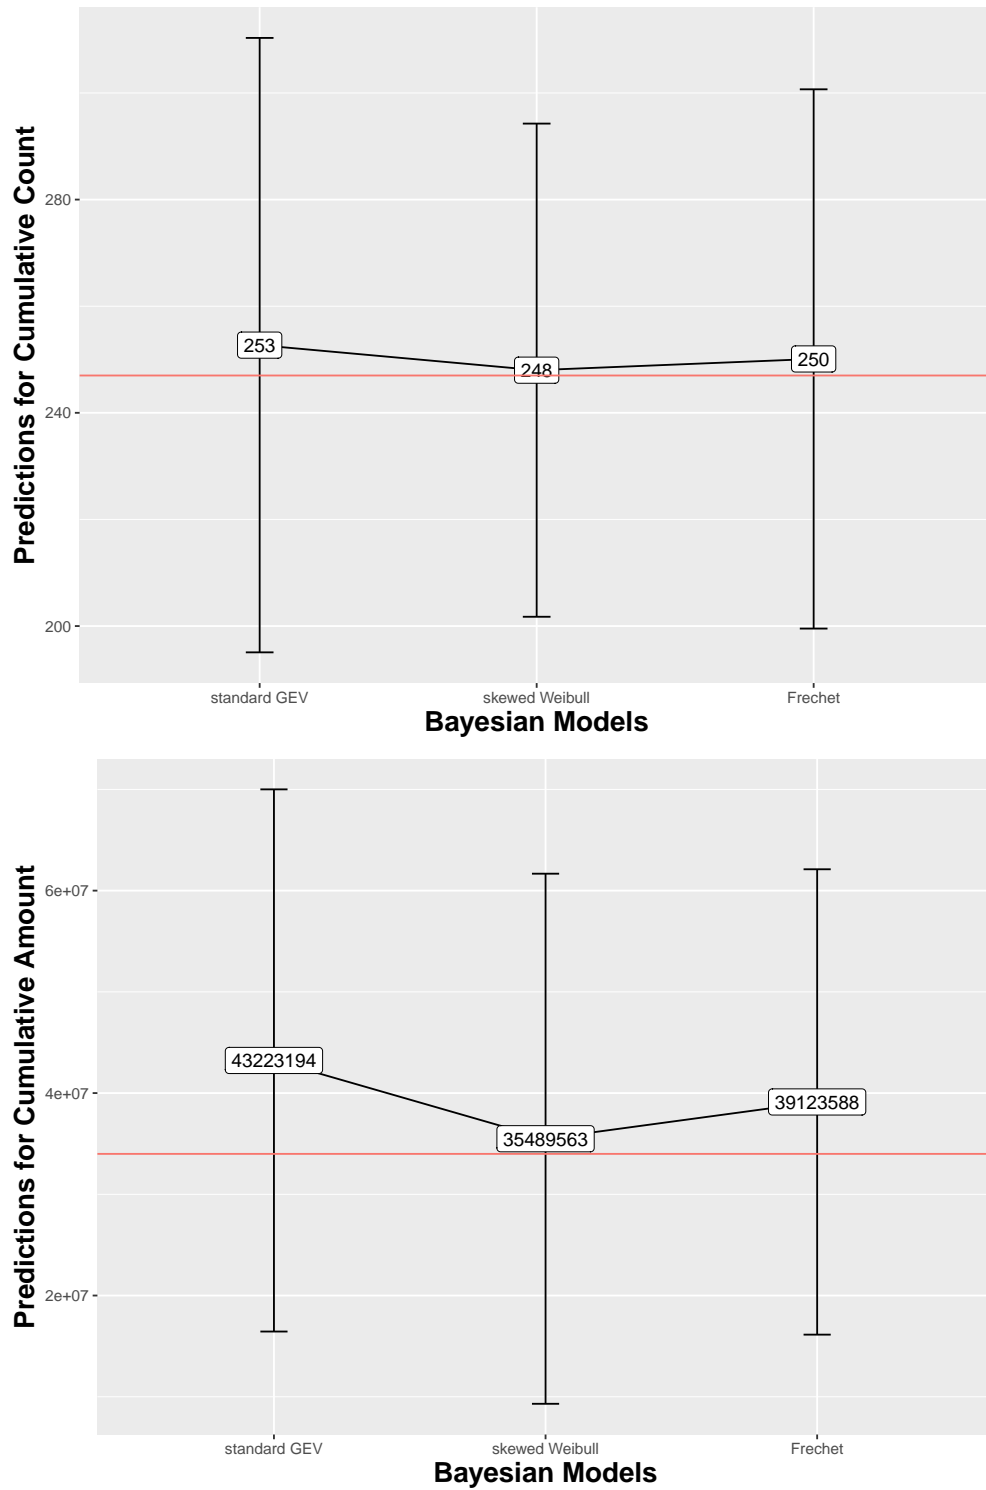 Predictions for Cumulative Count
280
240
200
253
248
250
standard GEV
skewed Weibull
Frechet
Bayesian Models
Predictions for Cumulative Amount
6e+07
4e+07
2e+07
43223194
35489563
39123588
standard GEV
skewed Weibull
Frechet
Bayesian Models